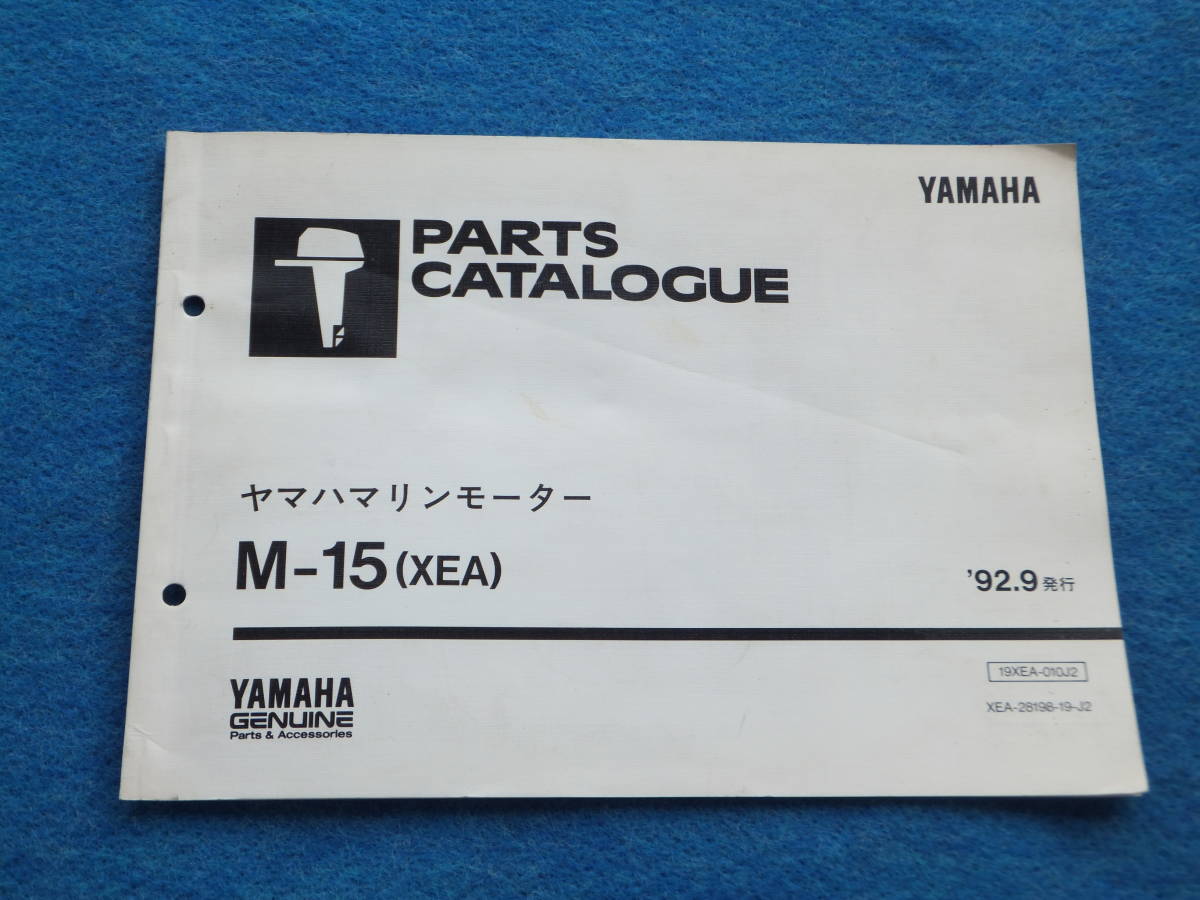 YAMAHA
PARTS
CATALOGUE
ヤマハマリンモーター
M-15 (XEA)
'92.9 発行
19XEA-010J2
XEA-28198-19-J2
YAMAHA
GENUINE
Parts & Accessories